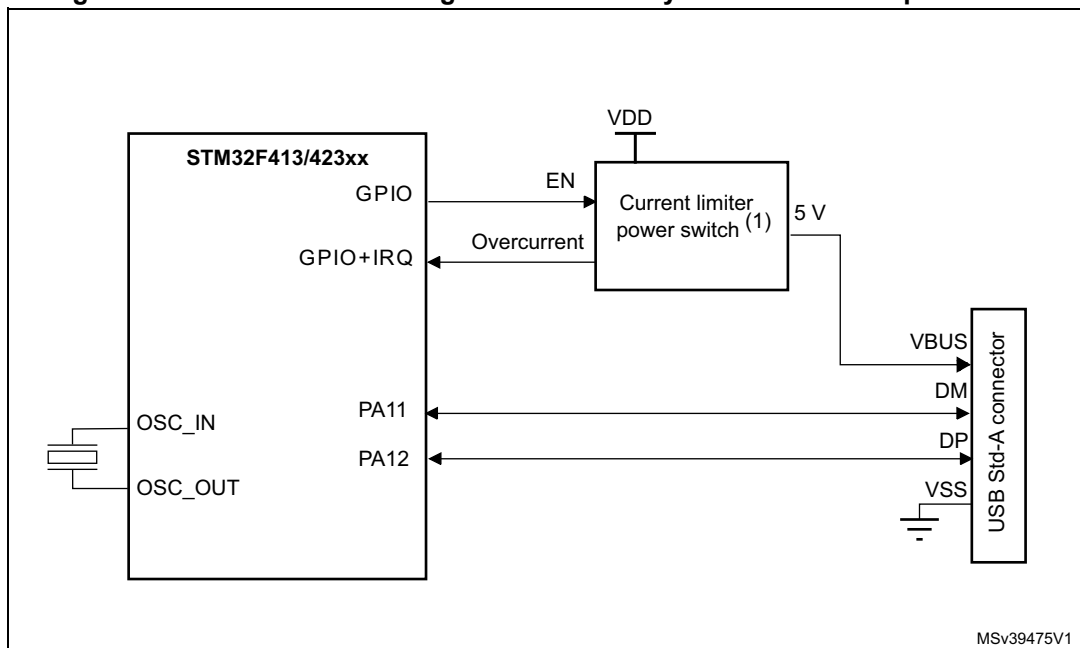 VDD
STM32F413/423xx
GPIO
EN
Current limiter
power switch (1)
5 V
Overcurrent
GPIO+IRQ
VBUS
DM
PA11
OSC_IN
DP
PA12
OSC_OUT
VSS
USB Std-A connector
MSv39475V1